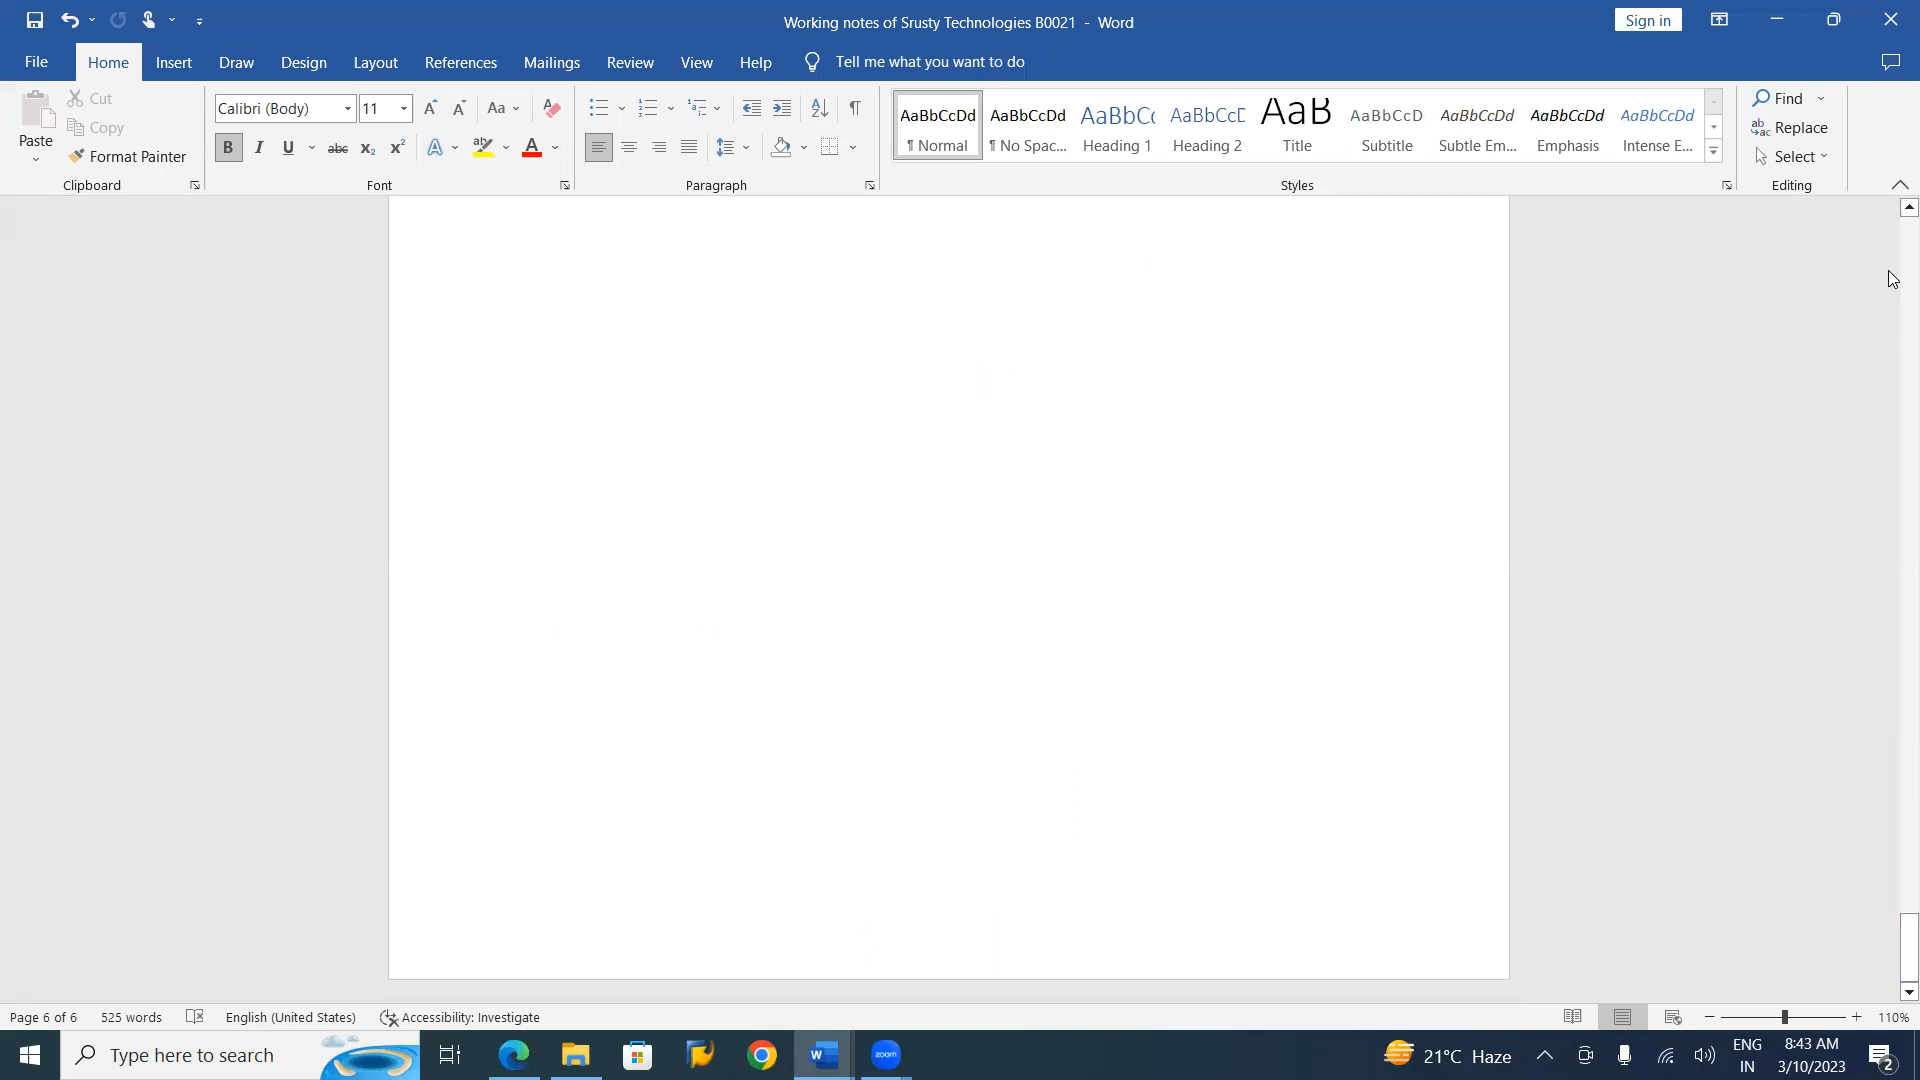 Working notes of Srusty Technologies B0021 - Word
Sign in
File Home Insert Draw Design Layout References Mailings Review View Help Tell me what you want to do
Paste
Cut
Copy
Format Painter
Clipboard
Calibri (Body) 11
Font
Paragraph
AaBbCcDd ¶ Normal
AaBbCcDd ¶ No Spac...
AaBbCc Heading 1
AaBbCcD Heading 2
AaB Title
AaBbCcD Subtitle
AaBbCcDd Subtle Em...
AaBbCcDd Emphasis
AaBbCcDd Intense E...
Styles
Find
Replace
Select
Editing
Page 6 of 6 525 words English (United States) Accessibility: Investigate 110%
Type here to search
zoom
21°C Haze
ENG
IN
8:43 AM
3/10/2023
2